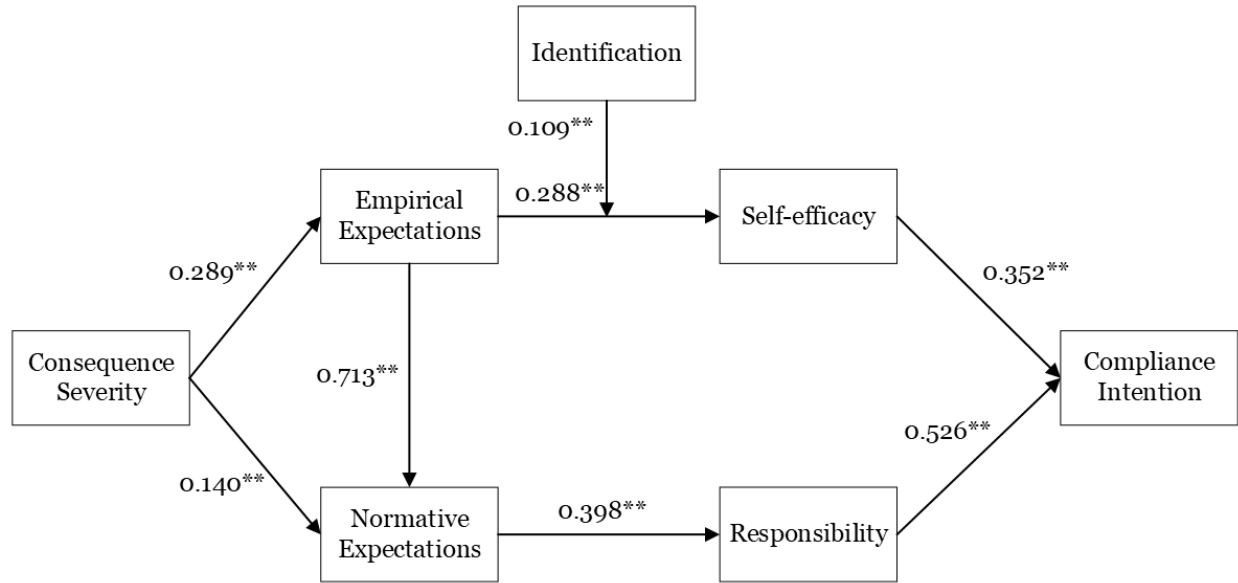 Identification
0.109**
Empirical
Expectations
0.288**
Self-efficacy
0.289**
0.352**
Consequence
Severity
0.713**
Compliance
Intention
0.140**
0.526**
Normative
Expectations
0.398**
Responsibility